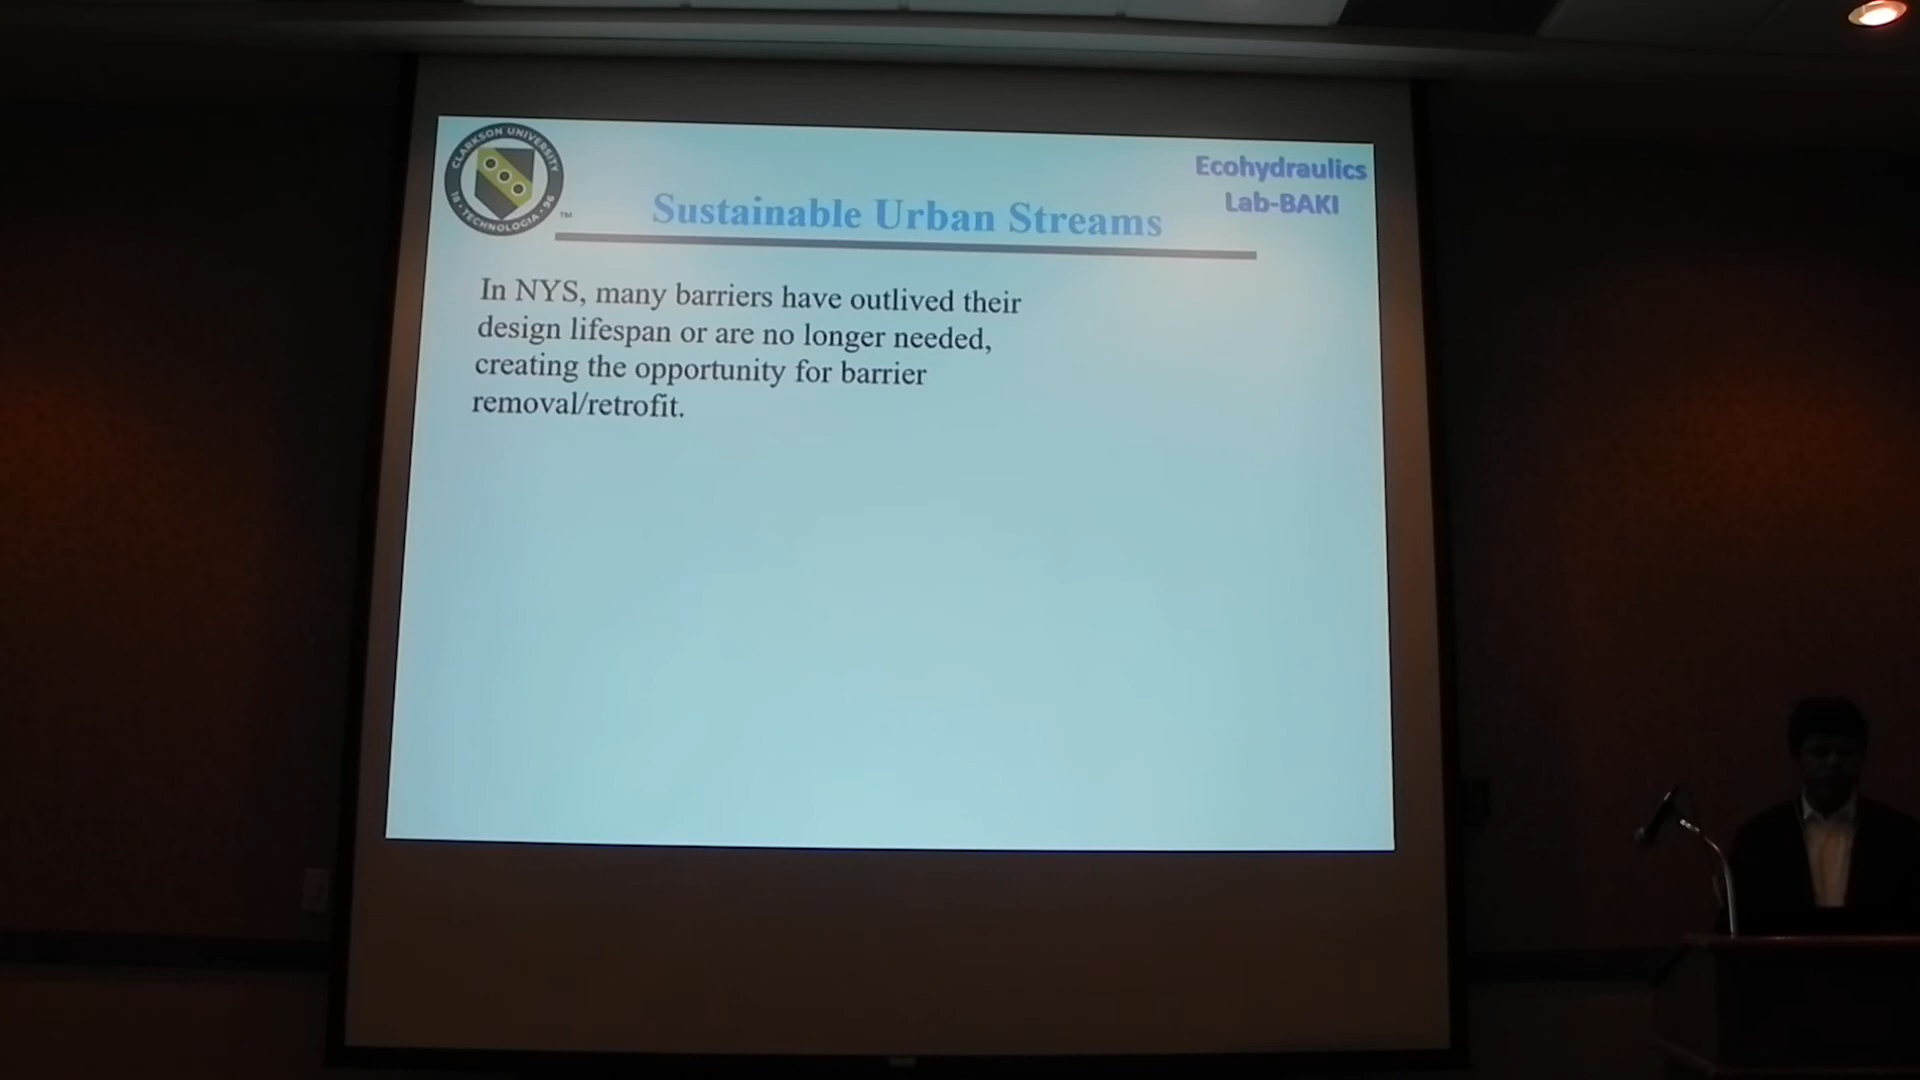 CLARKSON UNIVERSITY
18 • TECHNOLOGIA • 96
TM
Ecohydraulics
Lab-BAKI
Sustainable Urban Streams
In NYS, many barriers have outlived their
design lifespan or are no longer needed,
creating the opportunity for barrier
removal/retrofit.